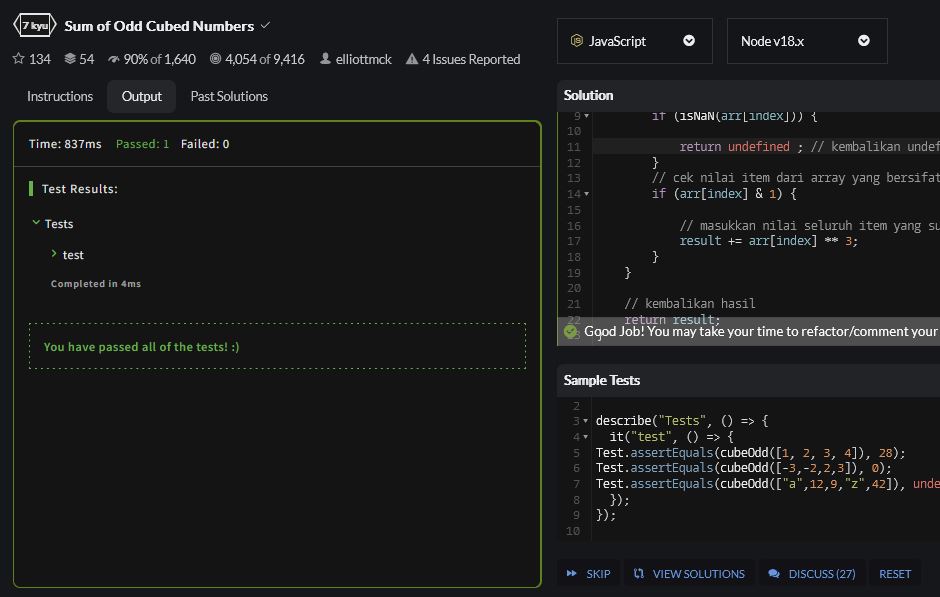 7 kyu Sum of Odd Cubed Numbers
134 54 90% of 1,640 4,054 of 9,416 elliottmck 4 Issues Reported
Instructions Output Past Solutions
Time: 837ms Passed: 1 Failed: 0
Test Results:
Tests
test
Completed in 4ms
You have passed all of the tests! :)
JS JavaScript Node v18.x
Solution
9 if (isNaN(arr[index])) {
10
11 return undefined ; // kembalikan undef
12 }
13 // cek nilai item dari array yang bersifat
14 if (arr[index] & 1) {
15
16 // masukkan nilai seluruh item yang su
17 result += arr[index] ** 3;
18 }
19 }
20
21 // kembalikan hasil
22 return result;
Good Job! You may take your time to refactor/comment your
Sample Tests
2
3 describe("Tests", () => {
4 it("test", () => {
5 Test.assertEquals(cubeOdd([1, 2, 3, 4]), 28);
6 Test.assertEquals(cubeOdd([-3,-2,2,3]), 0);
7 Test.assertEquals(cubeOdd(["a",12,9,"z",42]), unde
8 });
9 });
10
SKIP VIEW SOLUTIONS DISCUSS (27) RESET